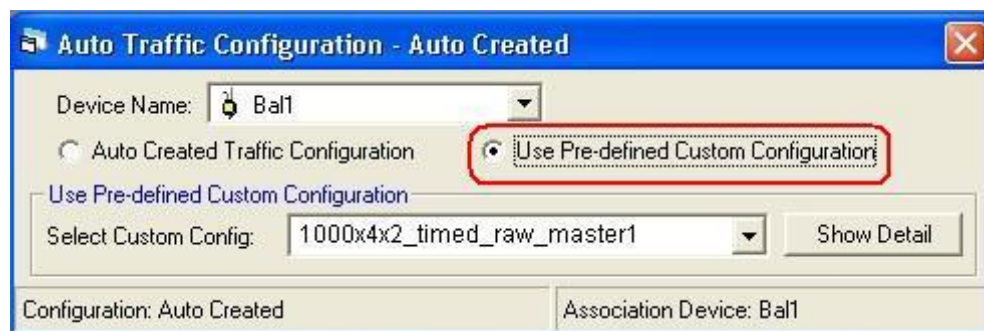 Auto Traffic Configuration - Auto Created
Device Name: Bal1
Auto Created Traffic Configuration Use Pre-defined Custom Configuration
Use Pre-defined Custom Configuration
Select Custom Config: 1000x4x2_timed_raw_master1 Show Detail
Configuration: Auto Created Association Device: Bal1